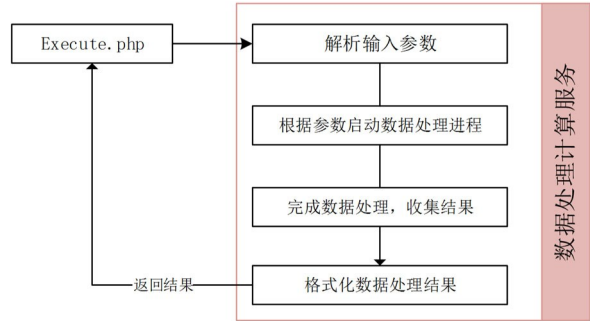 Execute.php
解析输入参数
根据参数启动数据处理进程
完成数据处理，收集结果
格式化数据处理结果
返回结果
数据处理计算服务